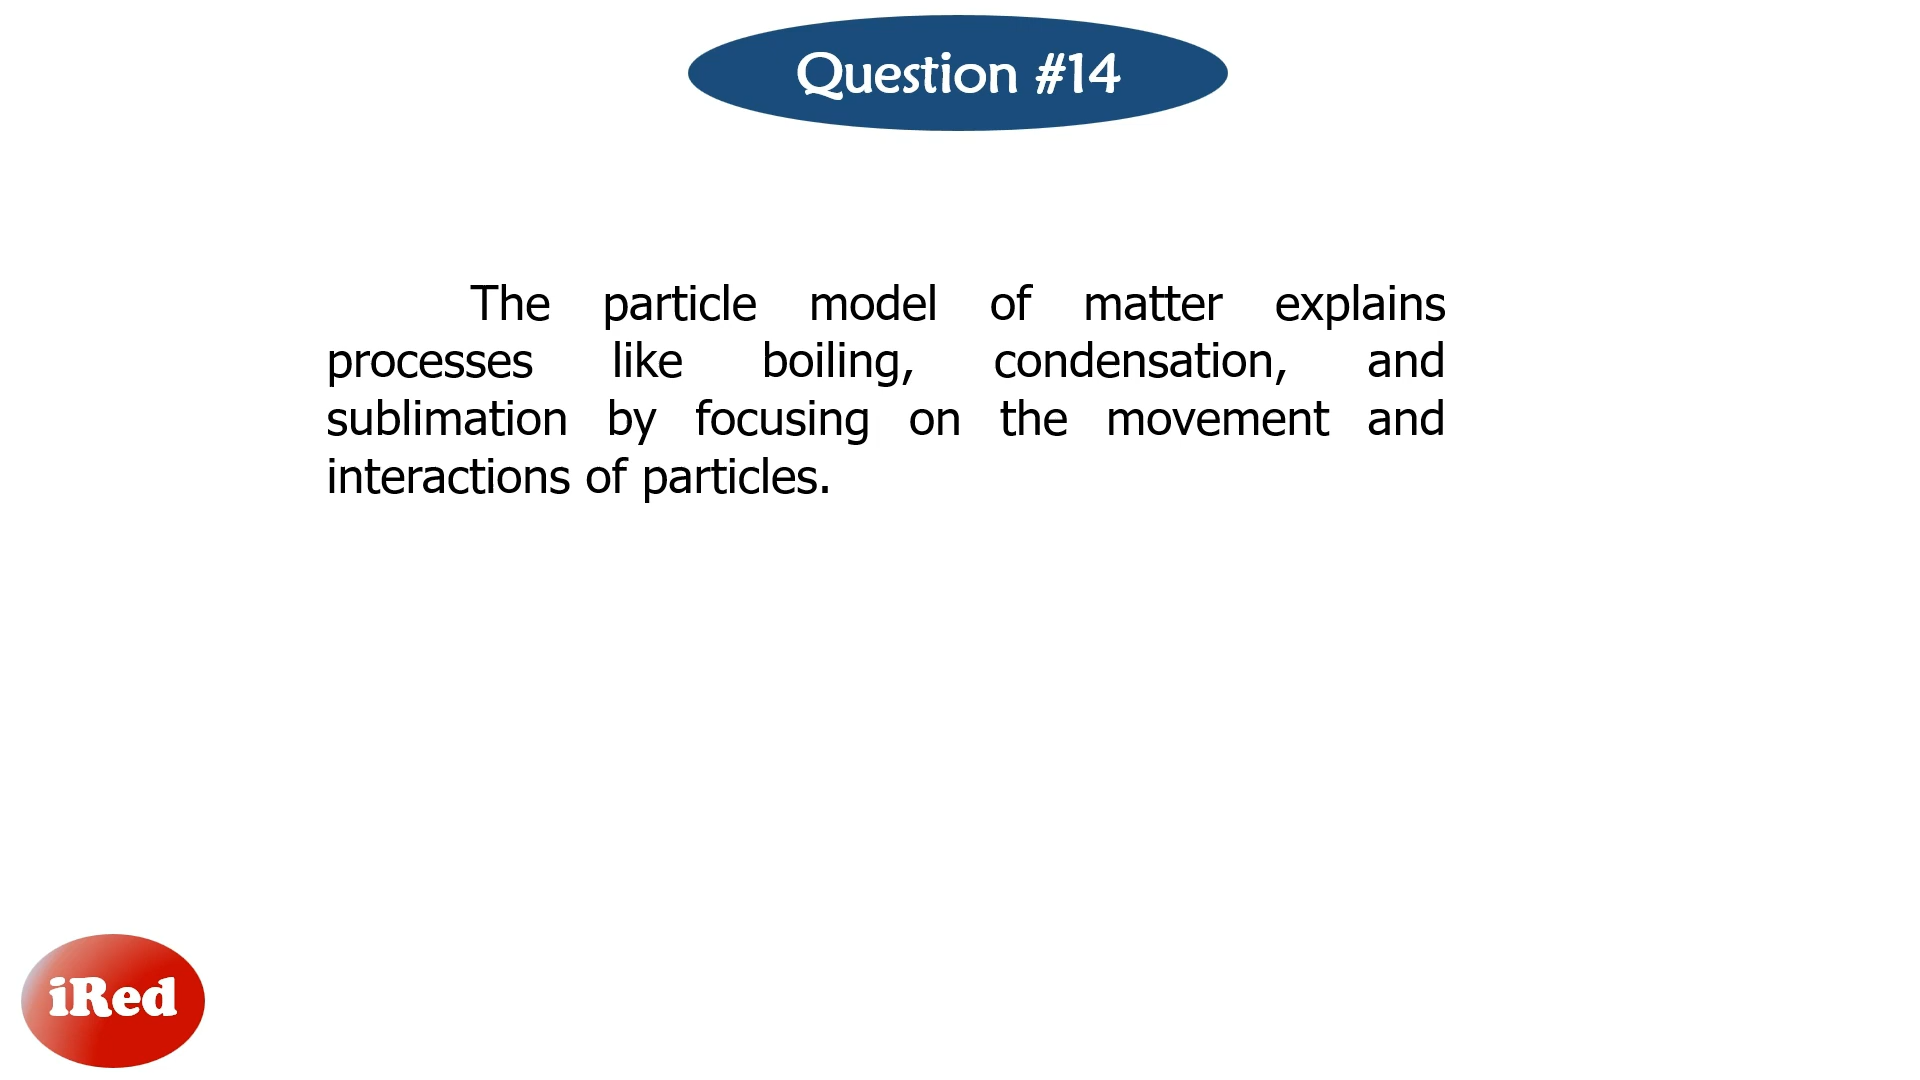 Question #14
The particle model of matter explains
processes like boiling, condensation, and
sublimation by focusing on the movement and
interactions of particles.
iRed